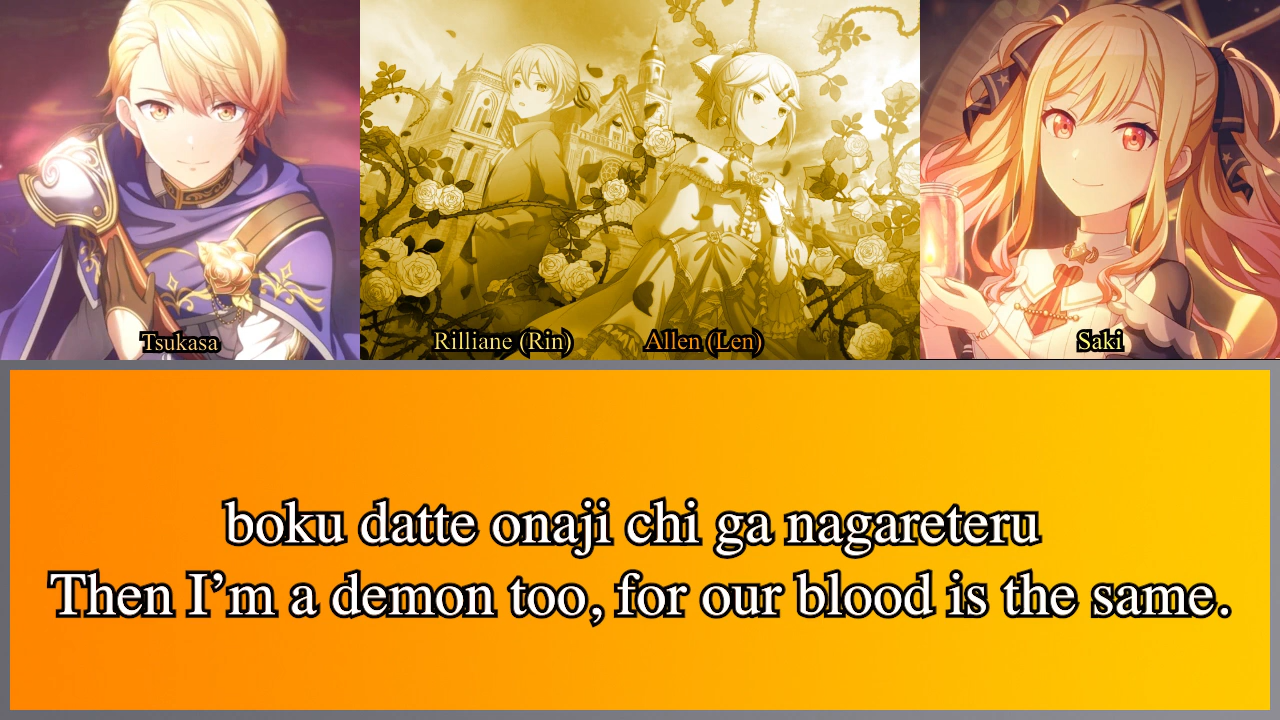 Tsukasa
Rilliane (Rin)
Allen (Len)
Saki
boku datte onaji chi ga nagareteru
Then I’m a demon too, for our blood is the same.